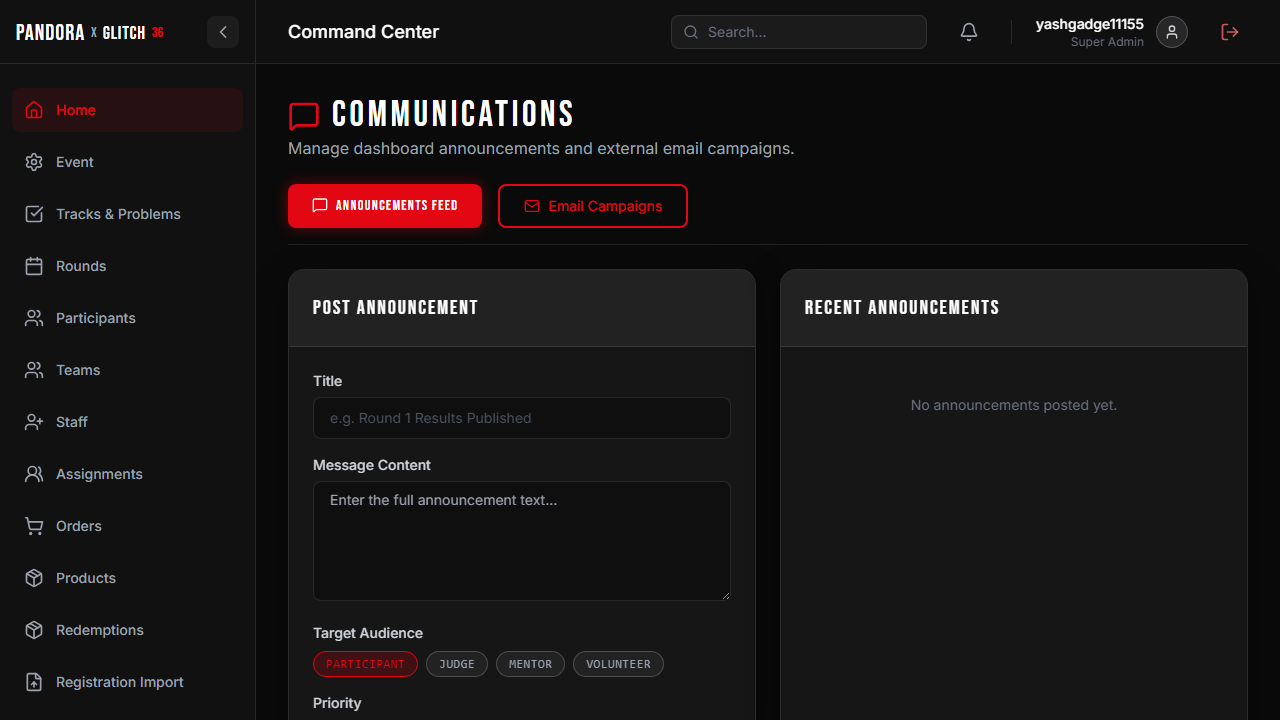 PANDORA X GLITCH 36
Command Center
Search...
yashgadge11155
Super Admin
Home
Event
Tracks & Problems
Rounds
Participants
Teams
Staff
Assignments
Orders
Products
Redemptions
Registration Import
COMMUNICATIONS
Manage dashboard announcements and external email campaigns.
ANNOUNCEMENTS FEED
Email Campaigns
POST ANNOUNCEMENT
Title
e.g. Round 1 Results Published
Message Content
Enter the full announcement text...
Target Audience
PARTICIPANT
JUDGE
MENTOR
VOLUNTEER
Priority
RECENT ANNOUNCEMENTS
No announcements posted yet.